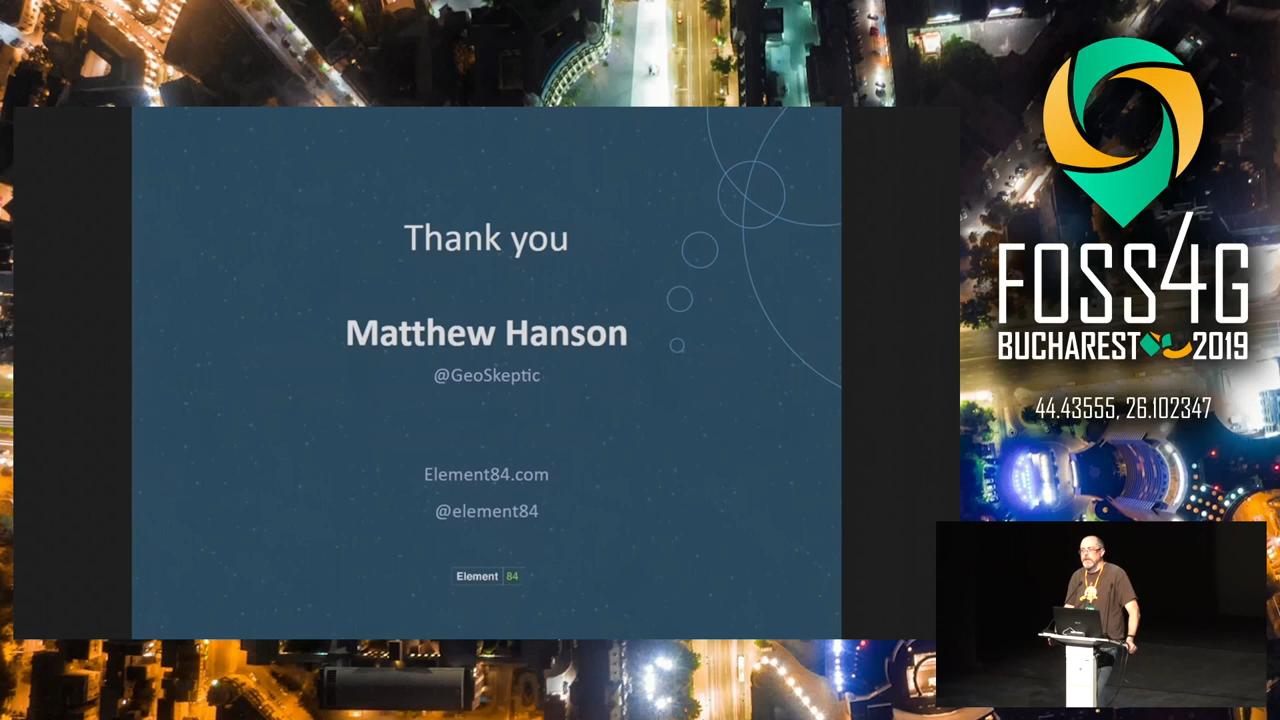 Thank you
Matthew Hanson
@GeoSkeptic
Element84.com
@element84
Element 84
FOSS4G
BUCHAREST 2019
44.43555, 26.102347